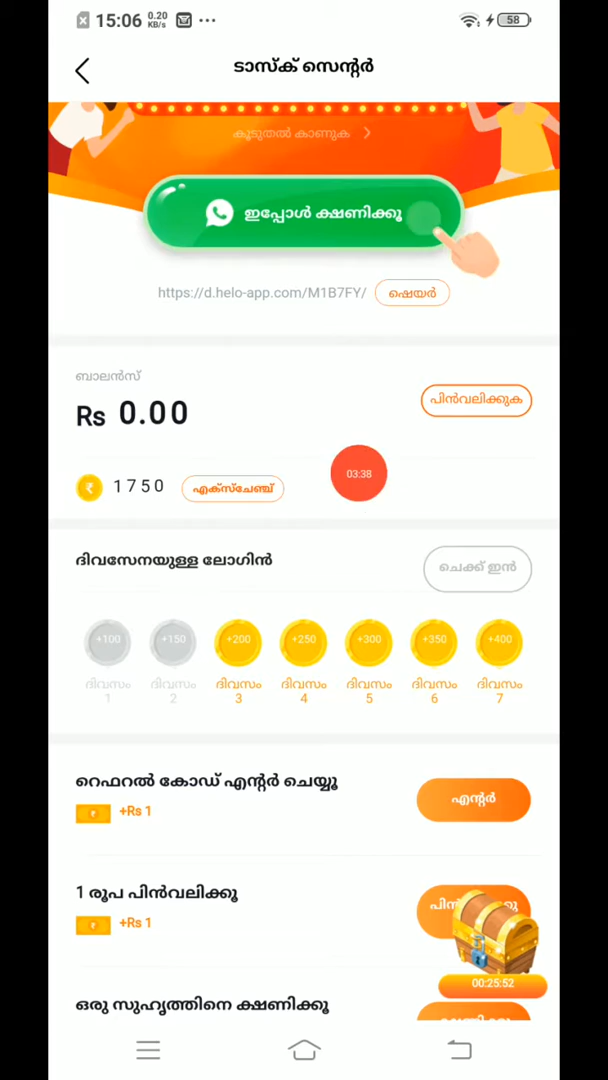 15:06 0.20 KB/s 58
ടാസ്ക് സെന്റർ
കൂടുതൽ കാണുക
ഇപ്പോൾ ക്ഷണിക്കൂ
https://d.helo-app.com/M1B7FY/ ഷെയർ
ബാലൻസ്
Rs 0.00 പിൻവലിക്കുക
1750 എക്സ്ചേഞ്ച് 03:38
ദിവസേനയുള്ള ലോഗിൻ ചെക്ക് ഇൻ
+100 +150 +200 +250 +300 +350 +400
ദിവസം ദിവസം ദിവസം ദിവസം ദിവസം ദിവസം ദിവസം
1 2 3 4 5 6 7
റെഫറൽ കോഡ് എന്റർ ചെയ്യൂ എന്റർ
+Rs 1
1 രൂപ പിൻവലിക്കൂ
+Rs 1
00:25:52
ഒരു സുഹൃത്തിനെ ക്ഷണിക്കൂ